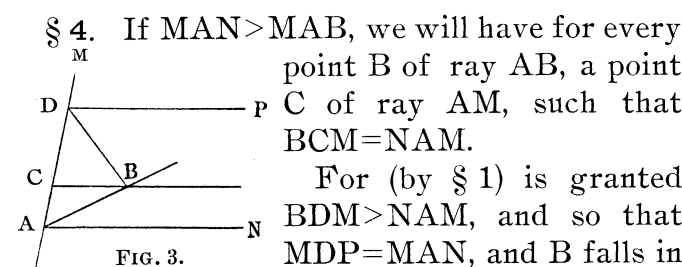 § 4. If MAN>MAB, we will have for every
point B of ray AB, a point
C of ray AM, such that
BCM=NAM.
For (by § 1) is granted
BDM>NAM, and so that
MDP=MAN, and B falls in
M
D
P
C
B
A
N
FIG. 3.